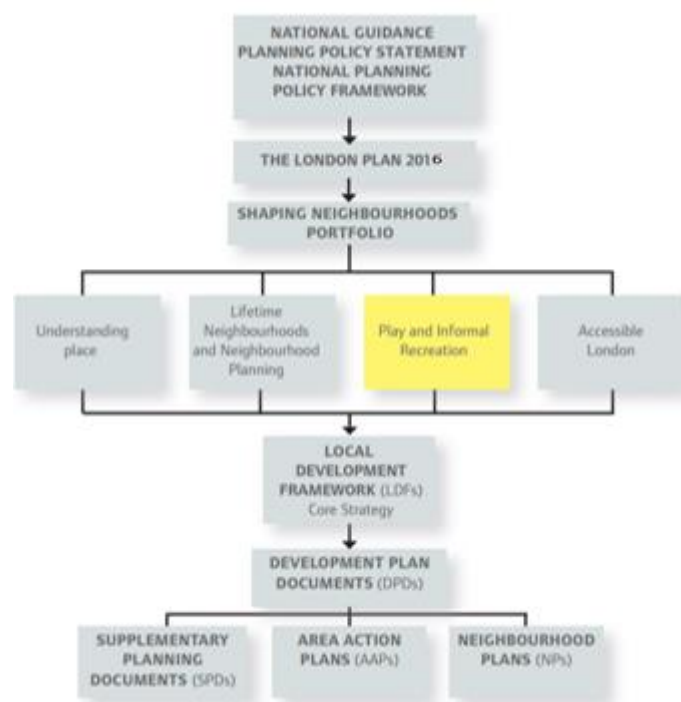 NATIONAL GUIDANCE
PLANNING POLICY STATEMENT
NATIONAL PLANNING
POLICY FRAMEWORK
THE LONDON PLAN 2016
SHAPING NEIGHBOURHOODS
PORTFOLIO
Understanding
place
Lifetime
Neighbourhoods
and Neighbourhood
Planning
Play and Informal
Recreation
Accessible
London
LOCAL
DEVELOPMENT
FRAMEWORK (LDFs)
Core Strategy
DEVELOPMENT PLAN
DOCUMENTS (DPDs)
SUPPLEMENTARY
PLANNING
DOCUMENTS (SPDs)
AREA ACTION
PLANS (AAPs)
NEIGHBOURHOOD
PLANS (NPs)